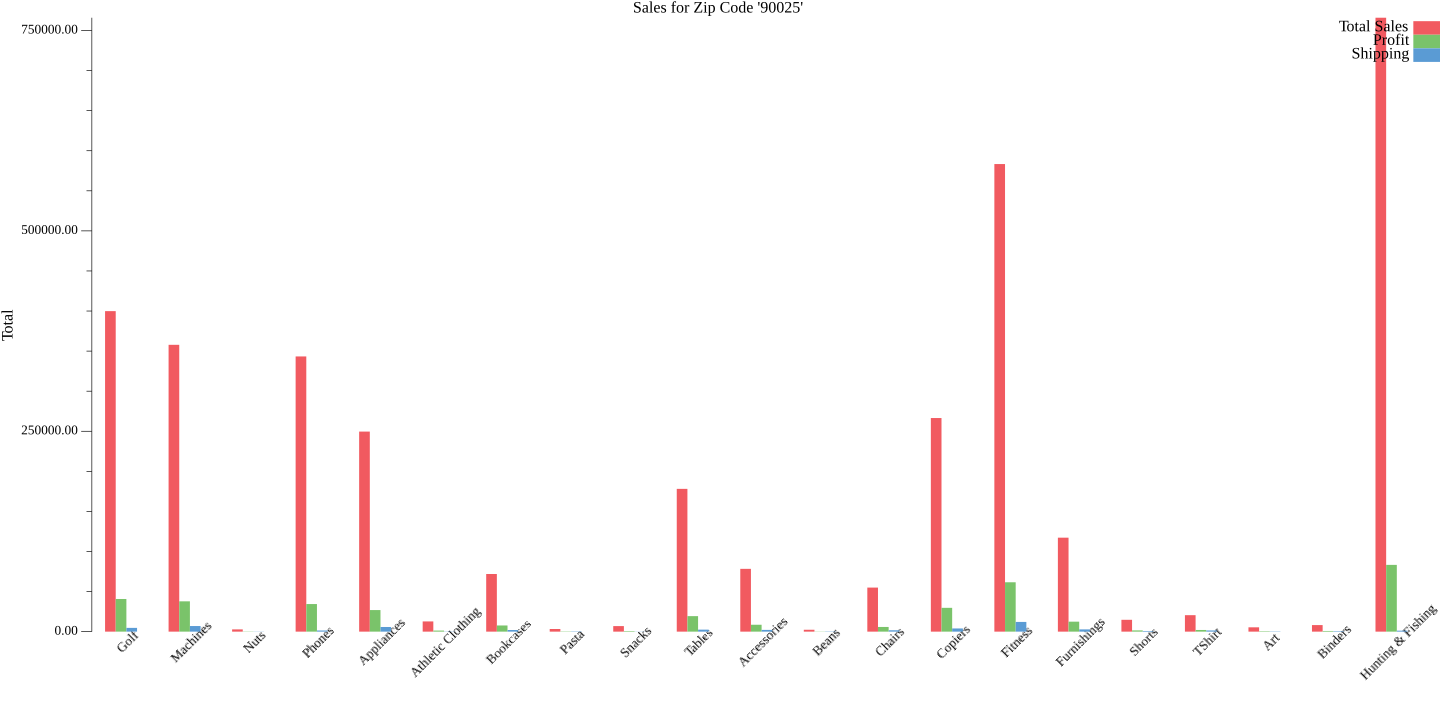 Sales for Zip Code '90025'
Total Sales
Profit
Shipping
750000.00
500000.00
250000.00
0.00
Total
Golf
Machines
Nuts
Phones
Appliances
Athletic Clothing
Bookcases
Pasta
Snacks
Tables
Accessories
Beans
Chairs
Copiers
Fitness
Furnishings
Shorts
TShirt
Art
Binders
Hunting & Fishing